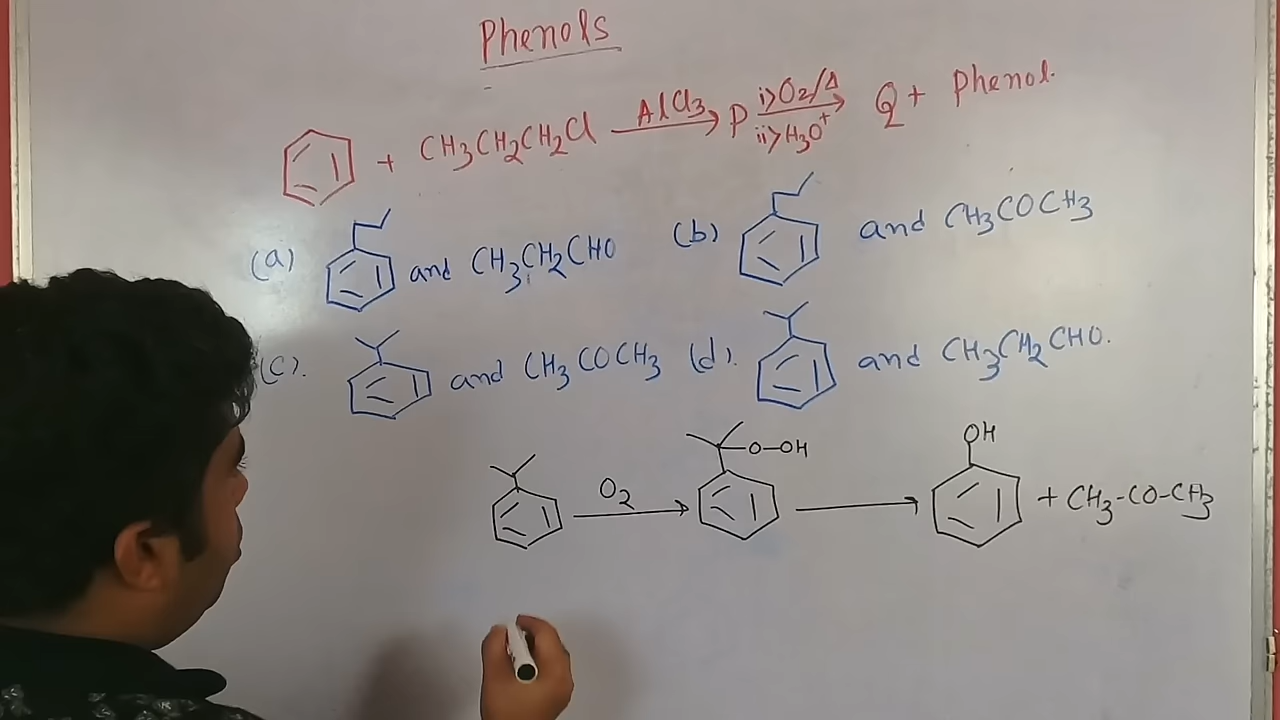 Phenols
+ CH3CH2CH2Cl AlCl3 P i>O2/Δ ii>H3O+ Q + Phenol.
(a) and CH3CH2CHO (b) and CH3COCH3
(c). and CH3COCH3 (d). and CH3CH2CHO.
O2 O-OH OH + CH3-CO-CH3